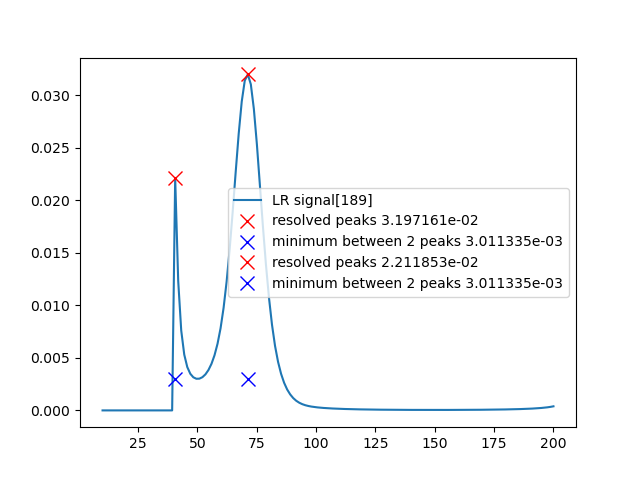 0.030
0.025
0.020
0.015
0.010
0.005
0.000
LR signal[189]
resolved peaks 3.197161e-02
minimum between 2 peaks 3.011335e-03
resolved peaks 2.211853e-02
minimum between 2 peaks 3.011335e-03
25 50 75 100 125 150 175 200